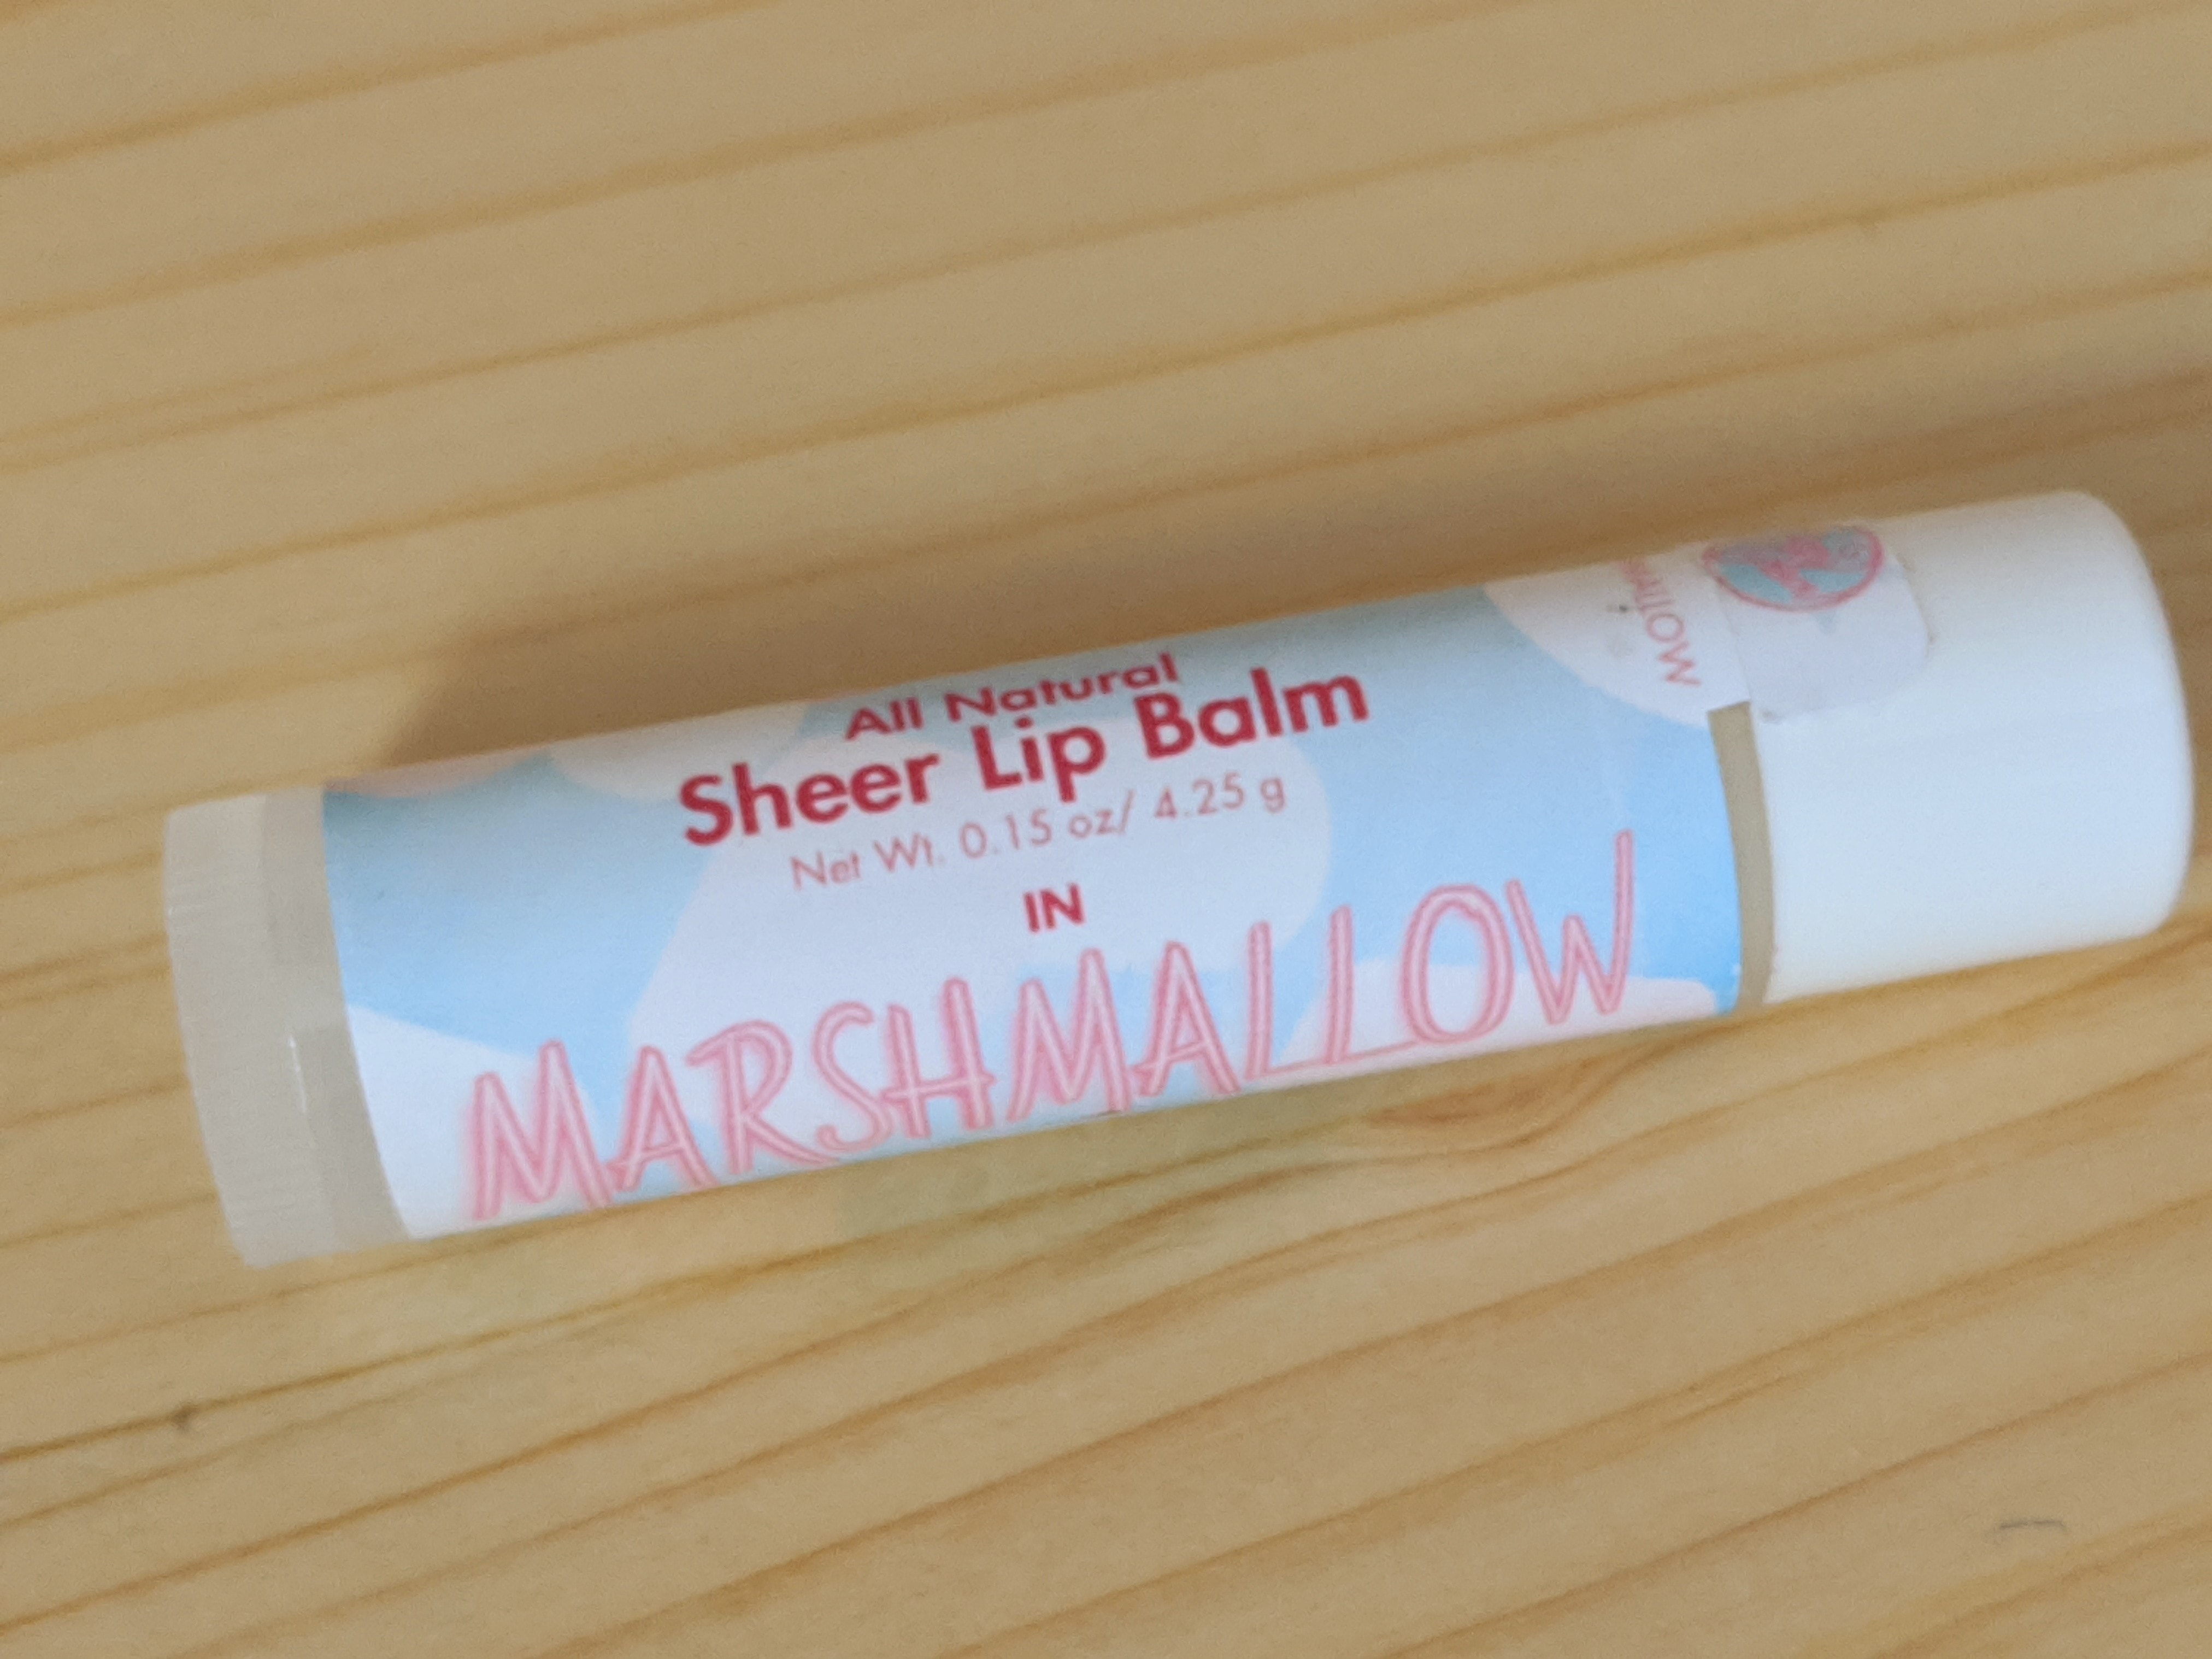 All Natural
Sheer Lip Balm
Net Wt. 0.15 oz/ 4.25 g
IN
MARSHMALLOW